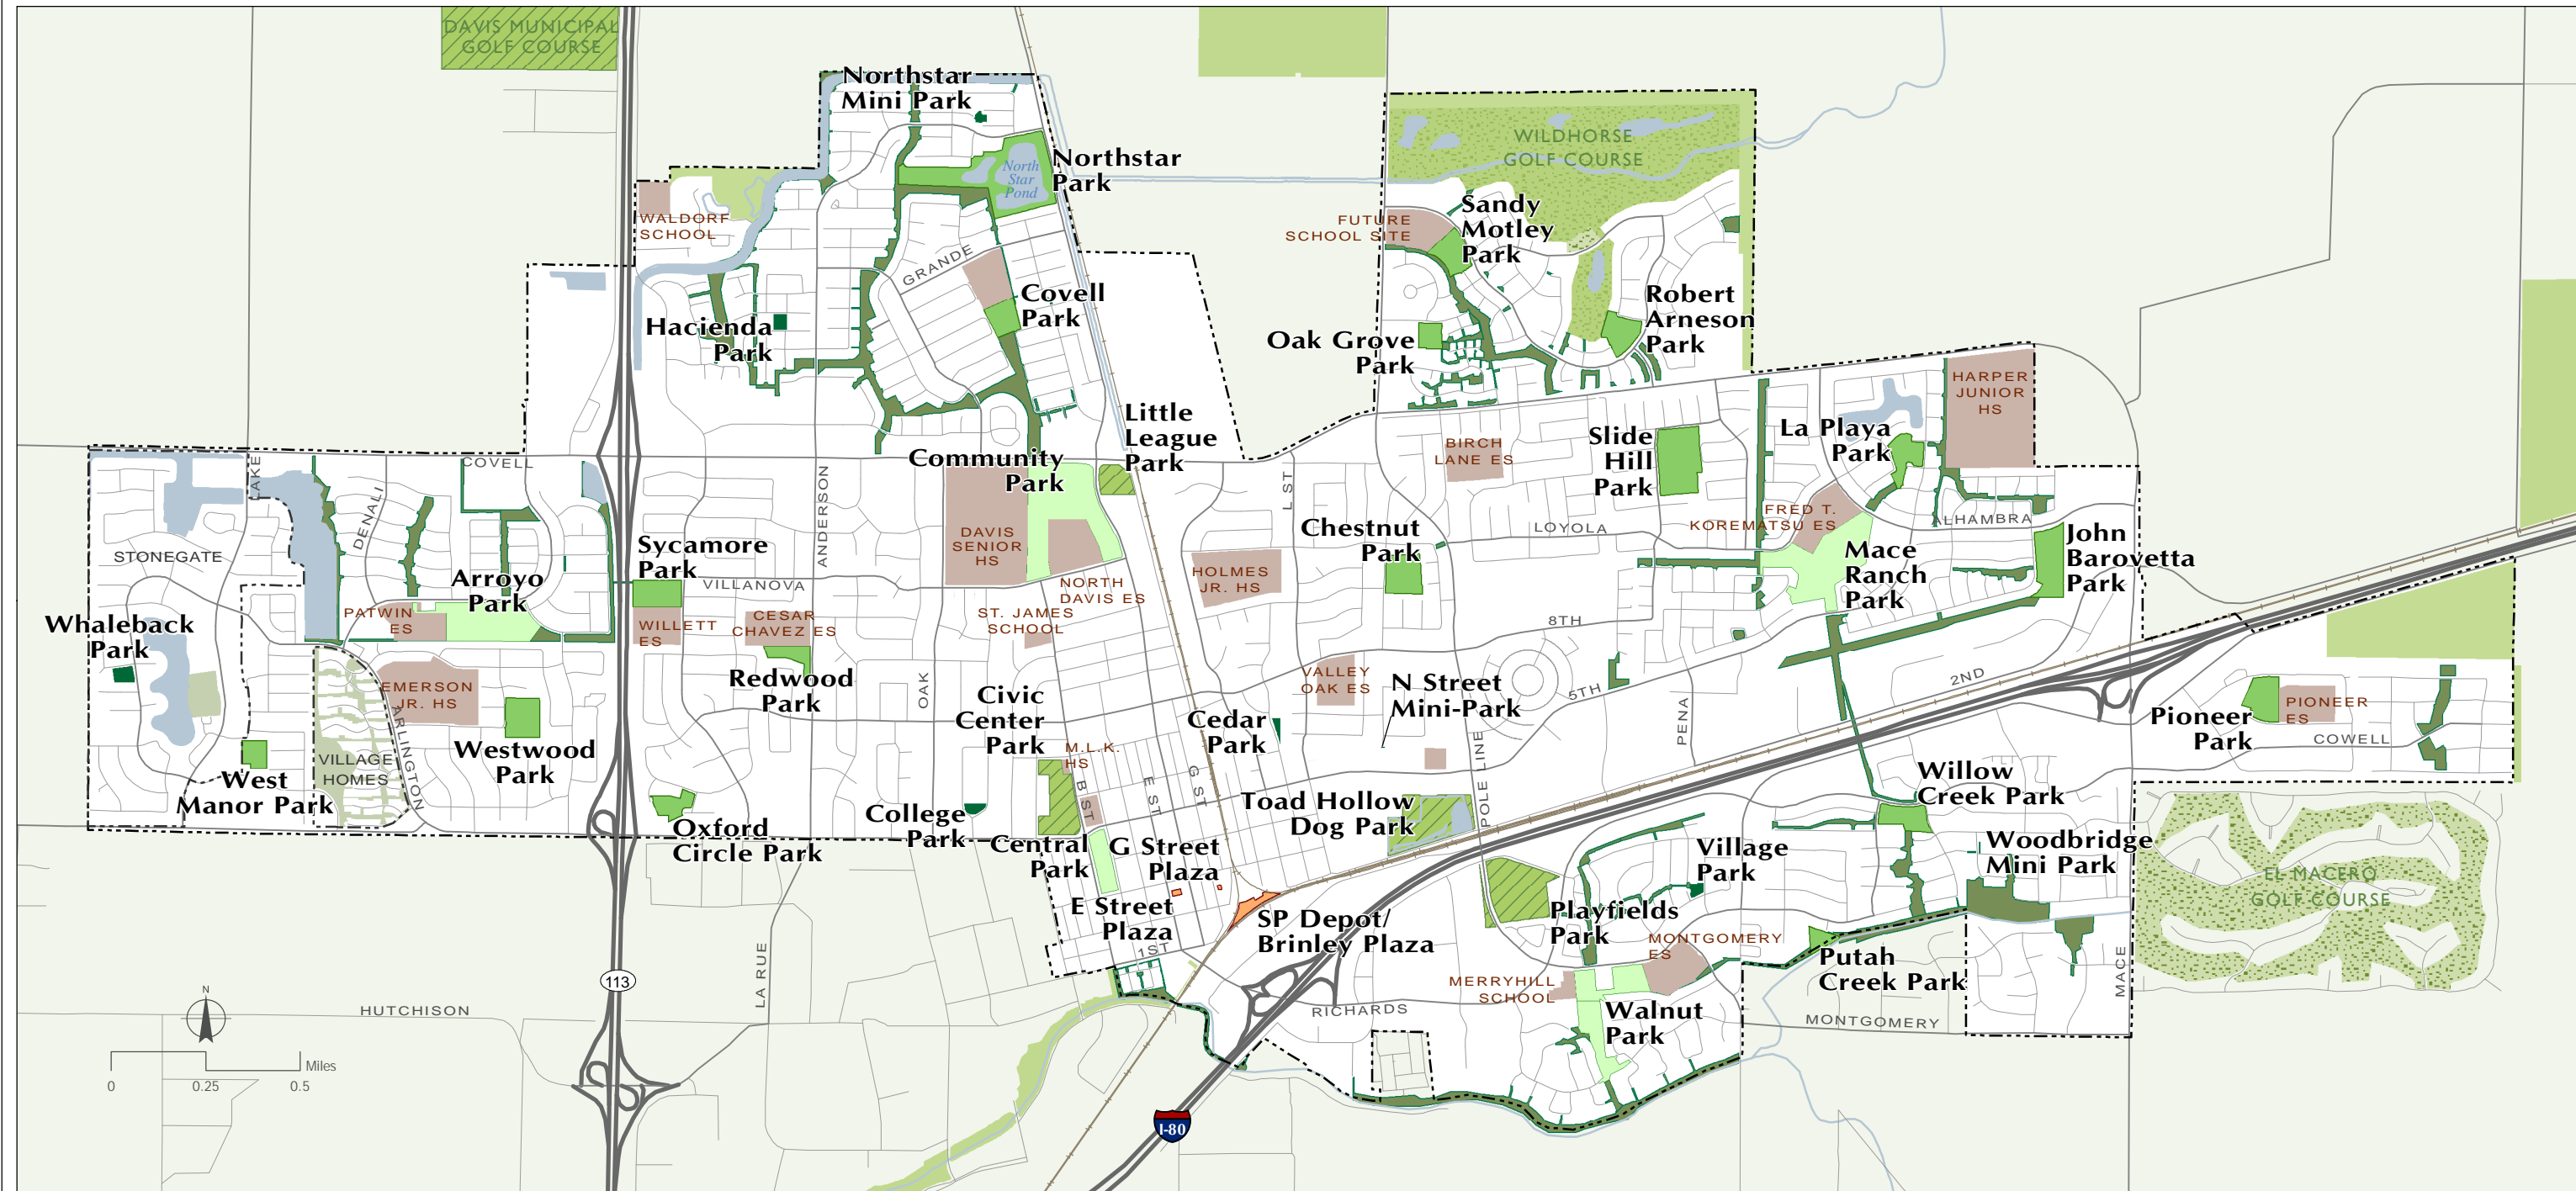 DAVIS MUNICIPAL
GOLF COURSE
Northstar
Mini Park
Northstar
Park
North
Star
Pond
WALDORF
SCHOOL
WILDHORSE
GOLF COURSE
FUTURE
SCHOOL SITE
Sandy
Motley
Park
GRANDE
Covell
Park
Robert
Arneson
Park
Hacienda
Park
Oak Grove
Park
HARPER
JUNIOR
HS
Little
League
Park
BIRCH
LANE ES
Slide
Hill
Park
La Playa
Park
COVELL
LAKE
DENALI
ANDERSON
Community
Park
L ST
STONEGATE
DAVIS
SENIOR
HS
Chestnut
Park
LOYOLA
FRED T.
KOREMATSU ES
ALHAMBRA
Sycamore
Park
VILLANOVA
Arroyo
Park
NORTH
DAVIS ES
HOLMES
JR. HS
Mace
Ranch
Park
John
Barovetta
Park
PATWIN
ES
WILLETT
ES
CESAR
CHAVEZ ES
ST. JAMES
SCHOOL
8TH
Whaleback
Park
EMERSON
JR. HS
ARLINGTON
Redwood
Park
OAK
Civic
Center
Park
VALLEY
OAK ES
N Street
Mini-Park
5TH
PENA
2ND
Pioneer
Park
PIONEER
ES
COWELL
Westwood
Park
VILLAGE
HOMES
West
Manor Park
Cedar
Park
M.L.K.
HS
B ST
E ST
G ST
POLE LINE
Willow
Creek Park
Oxford
Circle Park
College
Park
Central
Park
G Street
Plaza
Toad Hollow
Dog Park
Village
Park
Woodbridge
Mini Park
EL MACERO
GOLF COURSE
E Street
Plaza
1ST
SP Depot/
Brinley Plaza
Playfields
Park
MONTGOMERY
ES
Putah
Creek Park
MACE
LA RUE
113
N
HUTCHISON
MERRYHILL
SCHOOL
RICHARDS
Walnut
Park
MONTGOMERY
Miles
0
0.25
0.5
I-80